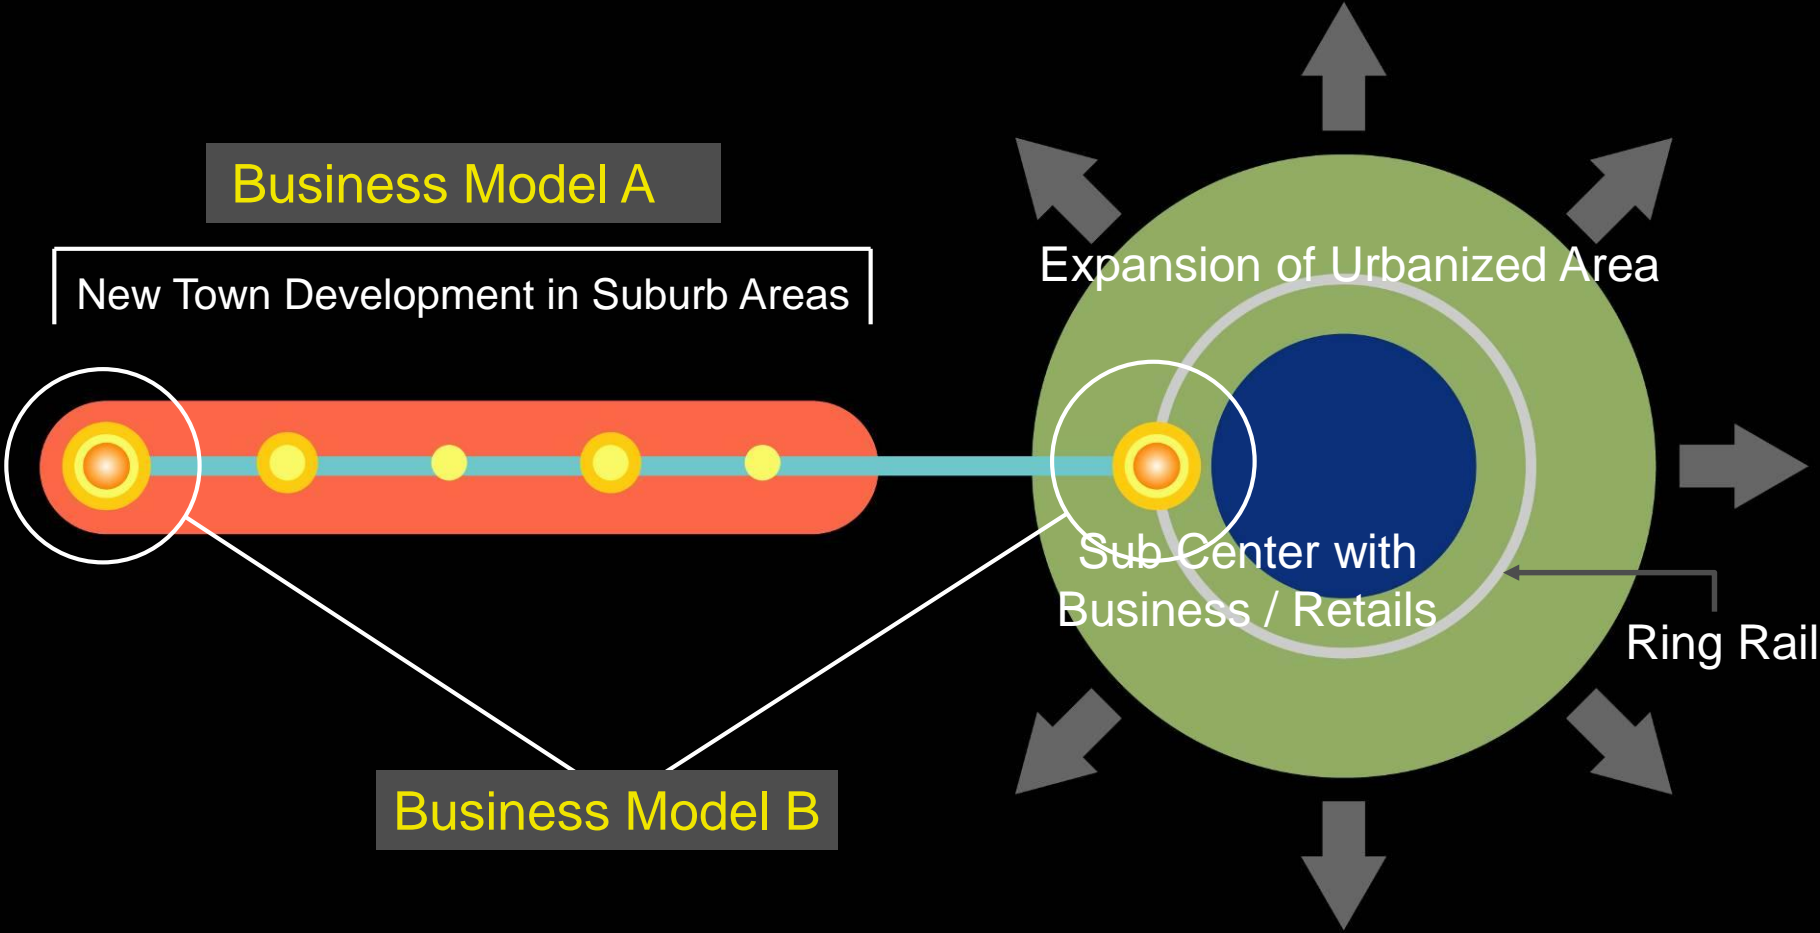 Business Model A
New Town Development in Suburb Areas
Expansion of Urbanized Area
Sub Center with
Business / Retails
Ring Rail
Business Model B